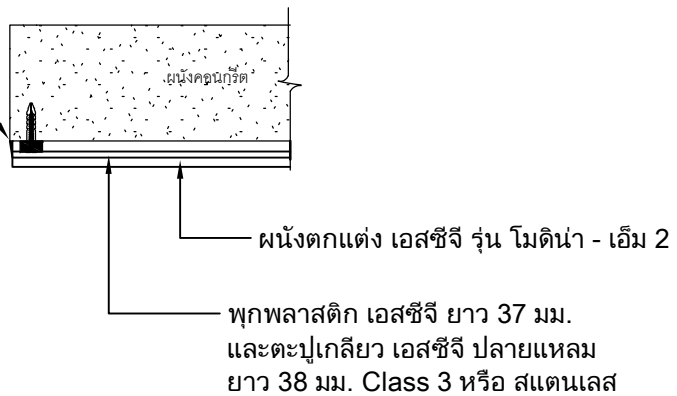 ผนังคอนกรีต
ผนังตกแต่ง เอสซีจี รุ่น โมดิน่า - เอ็ม 2
พุกพลาสติก เอสซีจี ยาว 37 มม.
และตะปูเกลียว เอสซีจี ปลายแหลม
ยาว 38 มม. Class 3 หรือ สแตนเลส